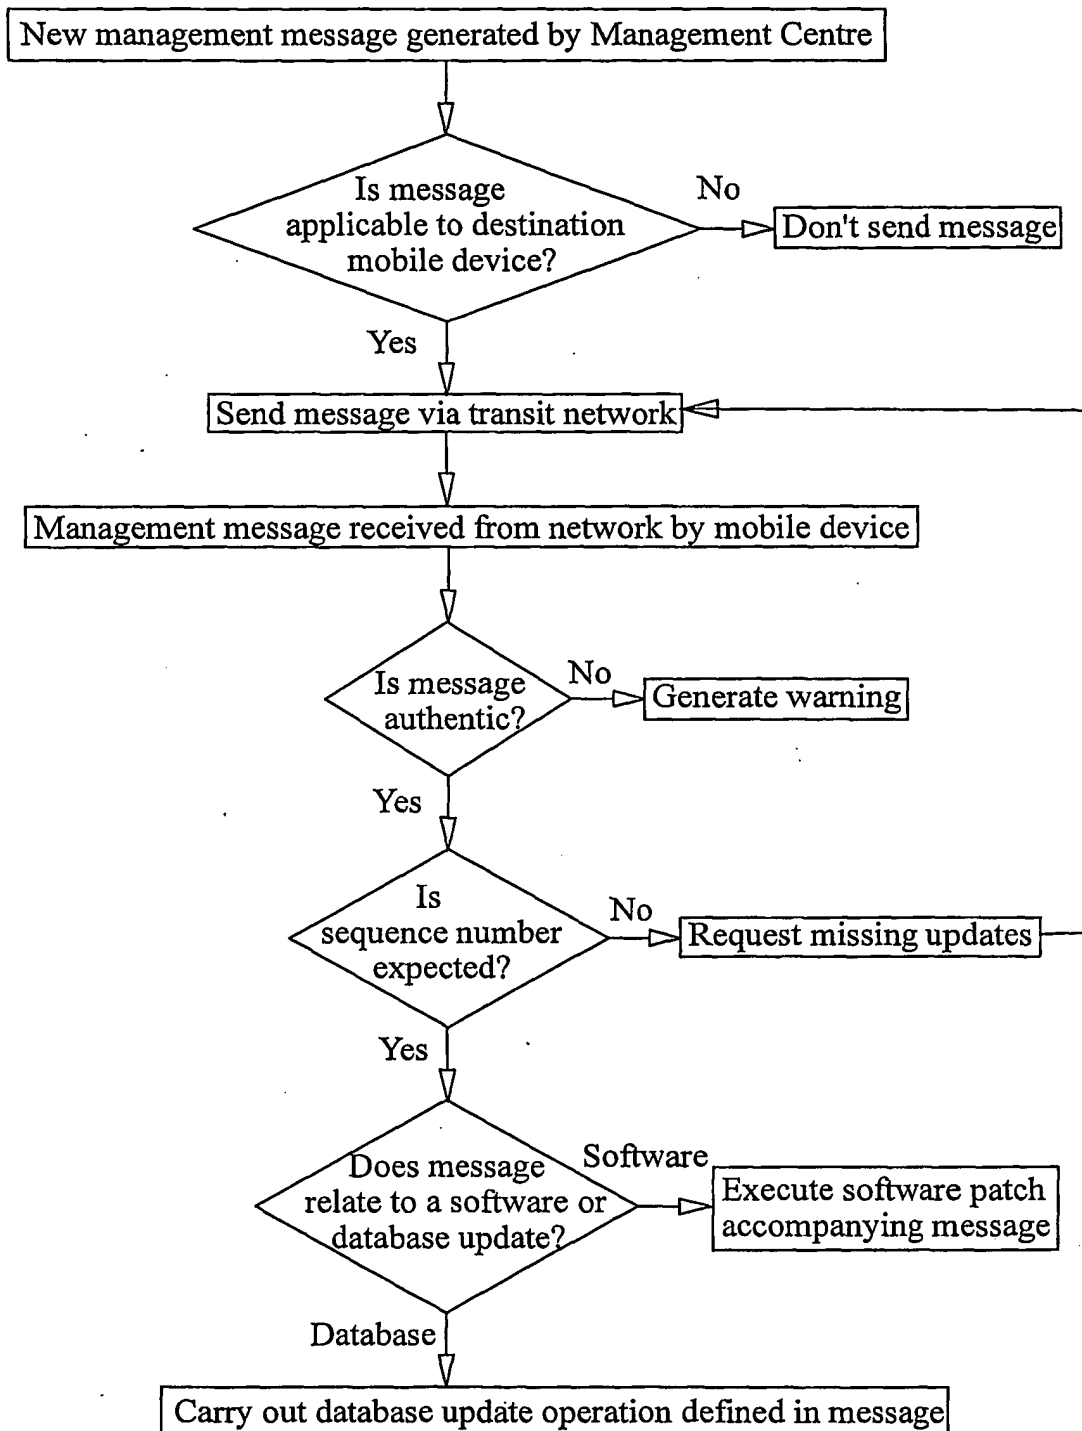 New management message generated by Management Centre
Is message
applicable to destination
mobile device?
No
Don't send message
Yes
Send message via transit network
Management message received from network by mobile device
Is message
authentic?
No
Generate warning
Yes
Is
sequence number
expected?
No
Request missing updates
Yes
Does message
relate to a software or
database update?
Software
Execute software patch
accompanying message
Database
Carry out database update operation defined in message